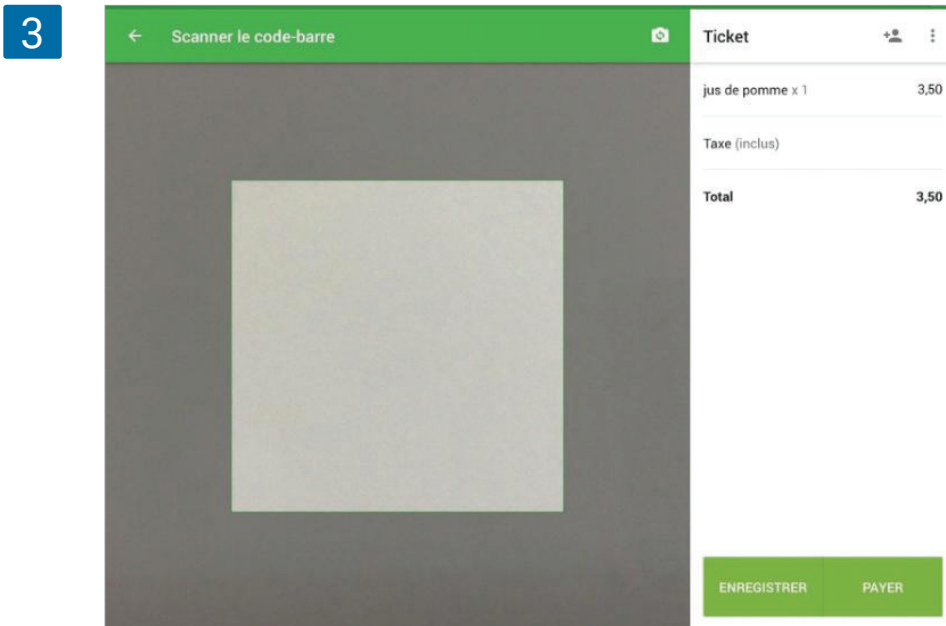 3
Scanner le code-barre
Ticket
jus de pomme x 1 3,50
Taxe (inclus)
Total 3,50
ENREGISTRER PAYER